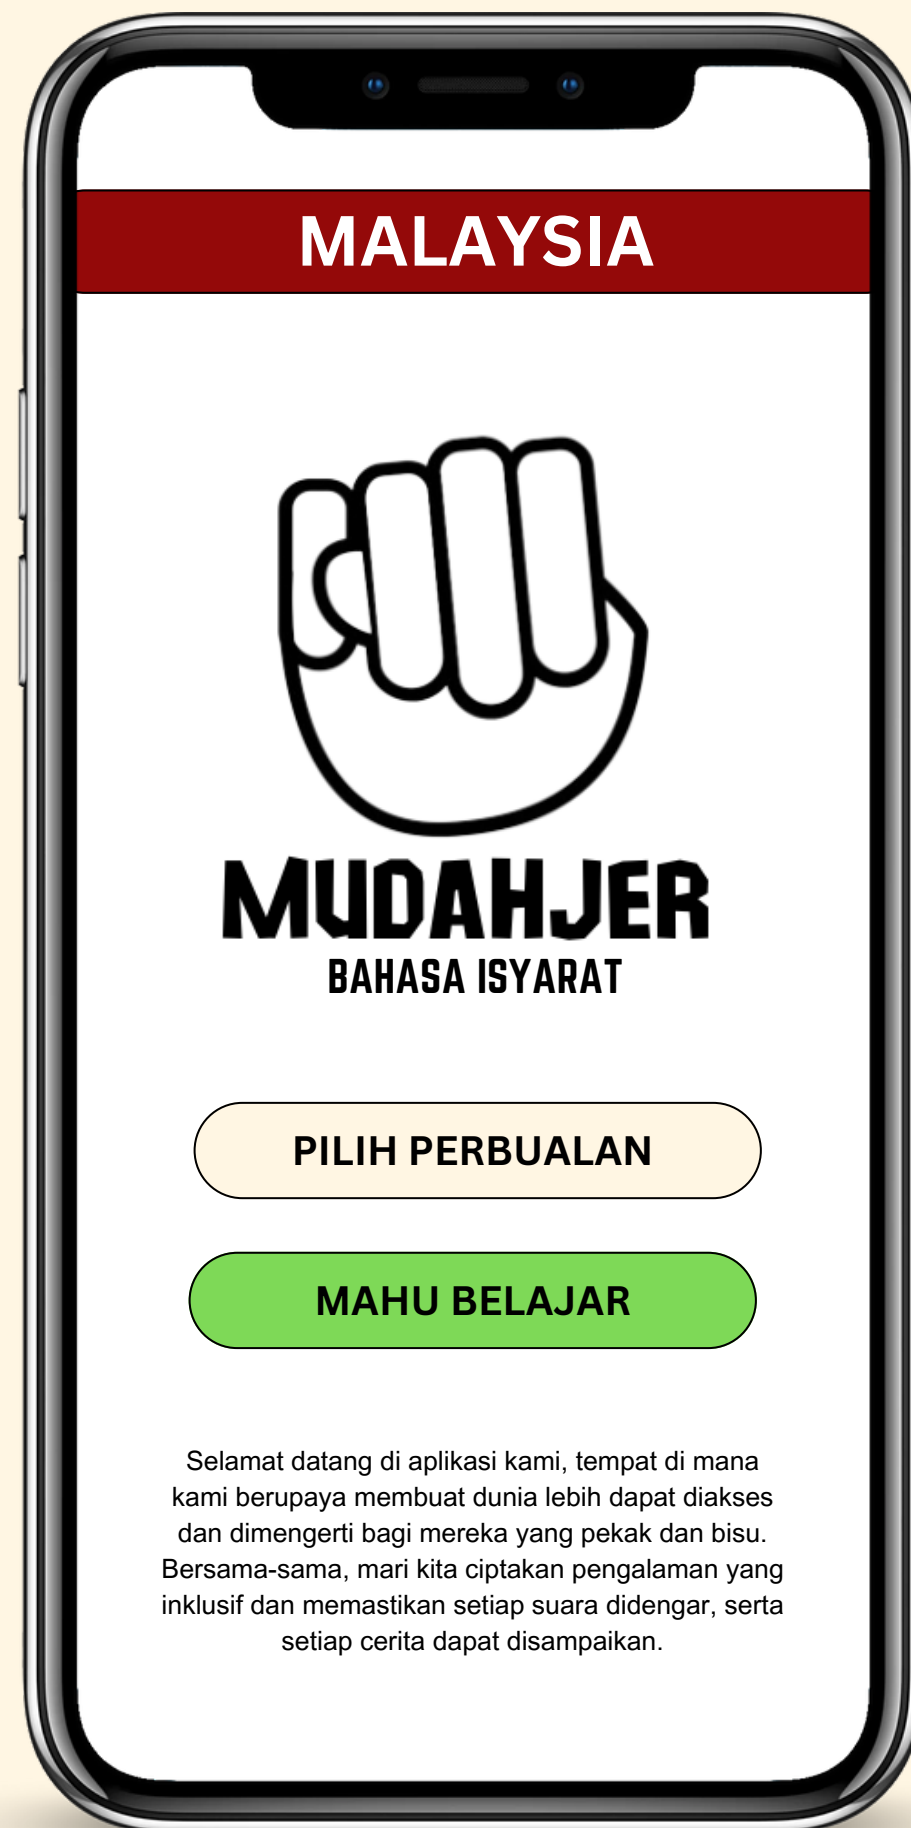 MALAYSIA
MUDAHJER
BAHASA ISYARAT
PILIH PERBUALAN
MAHU BELAJAR
Selamat datang di aplikasi kami, tempat di mana
kami berupaya membuat dunia lebih dapat diakses
dan dimengerti bagi mereka yang pekak dan bisu.
Bersama-sama, mari kita ciptakan pengalaman yang
inklusif dan memastikan setiap suara didengar, serta
setiap cerita dapat disampaikan.